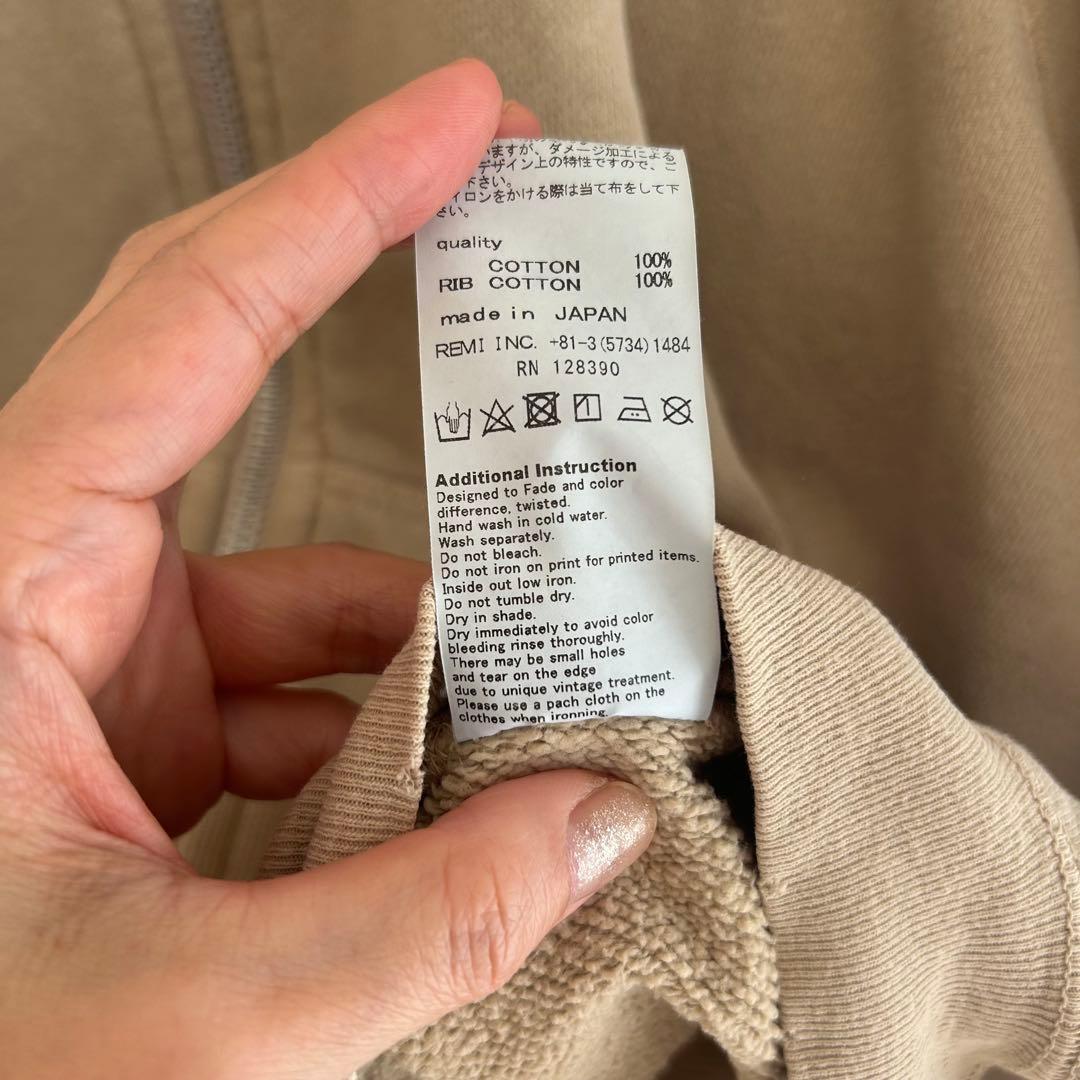 いますが、ダメージ加工による
デザイン上の特性ですので、ご
下さい。
イロンをかける際は当て布をして下
さい。
quality
COTTON 100%
RIB COTTON 100%
made in JAPAN
REMI INC. +81-3(5734)1484
RN 128390
Additional Instruction
Designed to Fade and color
difference, twisted.
Hand wash in cold water.
Wash separately.
Do not bleach.
Do not iron on print for printed items.
Inside out low iron.
Do not tumble dry.
Dry in shade.
Dry immediately to avoid color
bleeding rinse thoroughly.
There may be small holes
and tear on the edge
due to unique vintage treatment.
Please use a pach cloth on the
clothes when ironning.